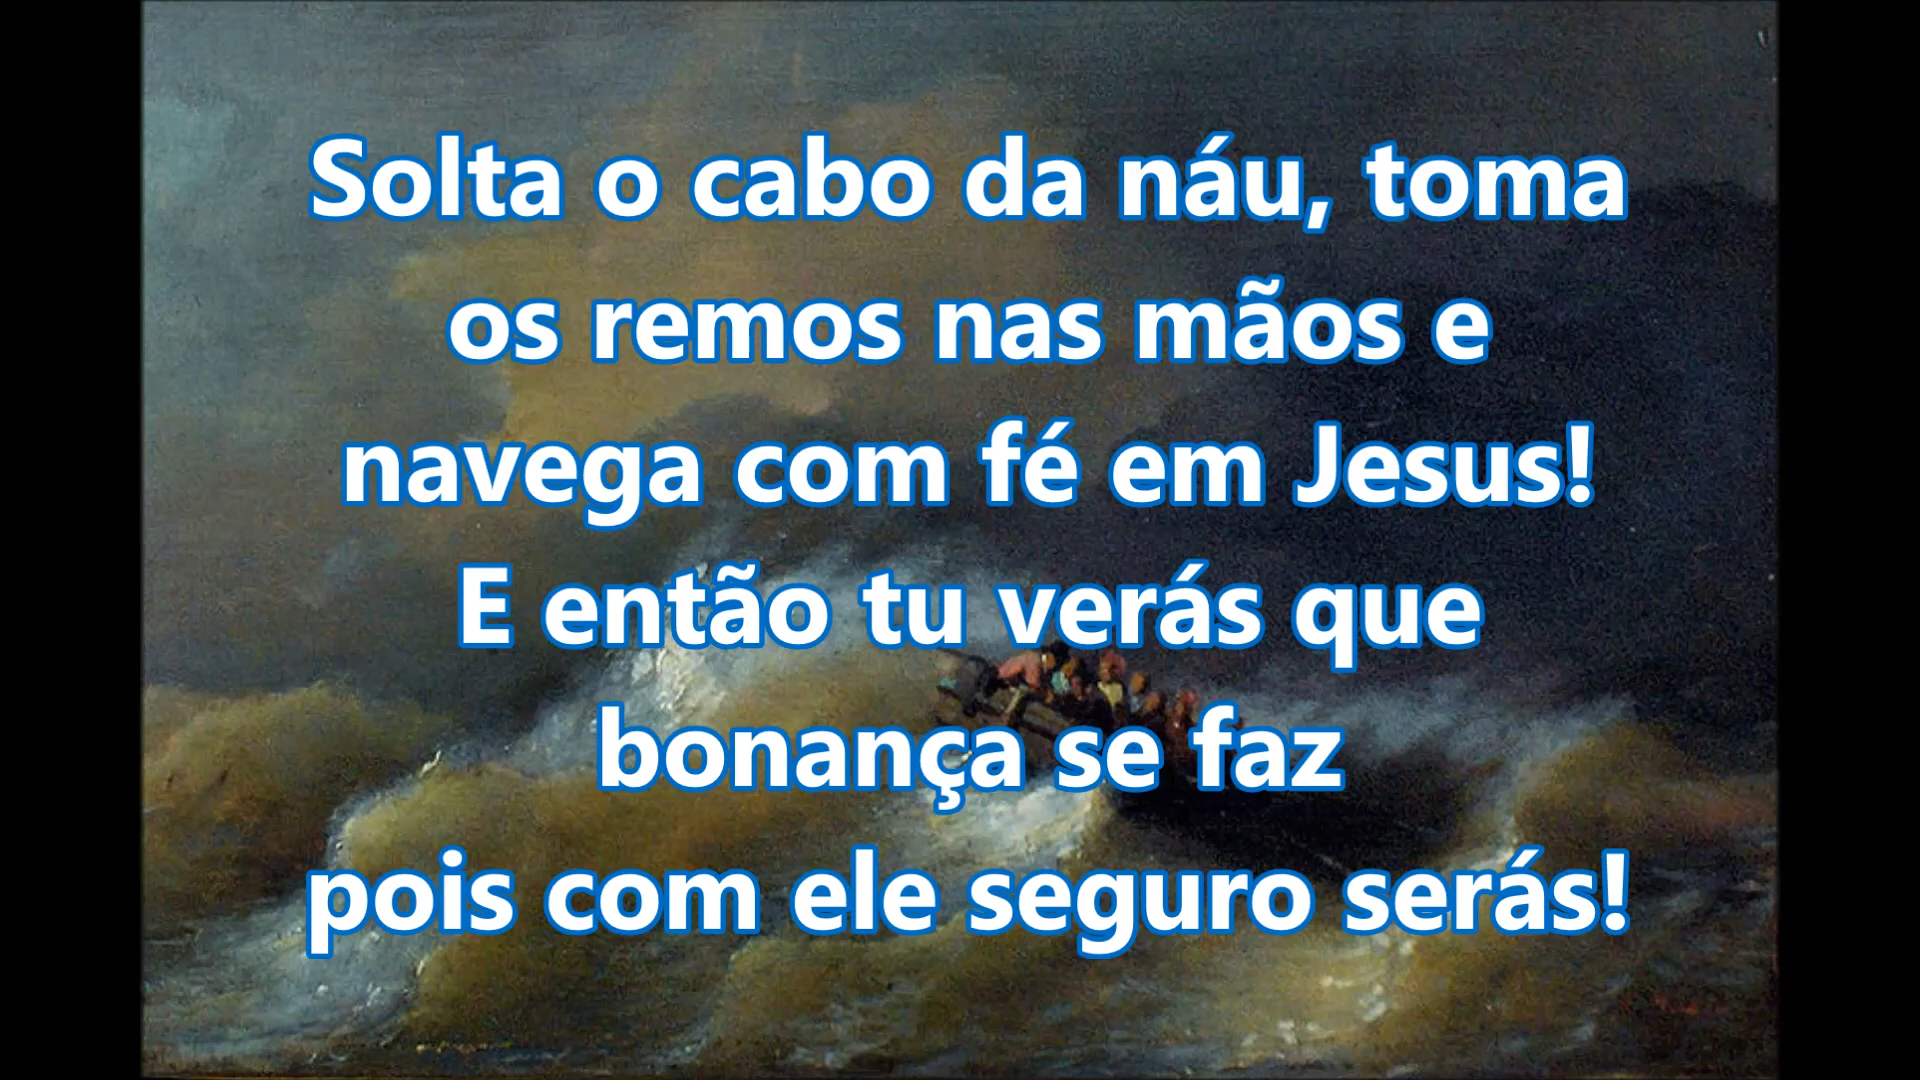 Solta o cabo da náu, toma
os remos nas mãos e
navega com fé em Jesus!
E então tu verás que
bonança se faz
pois com ele seguro serás!